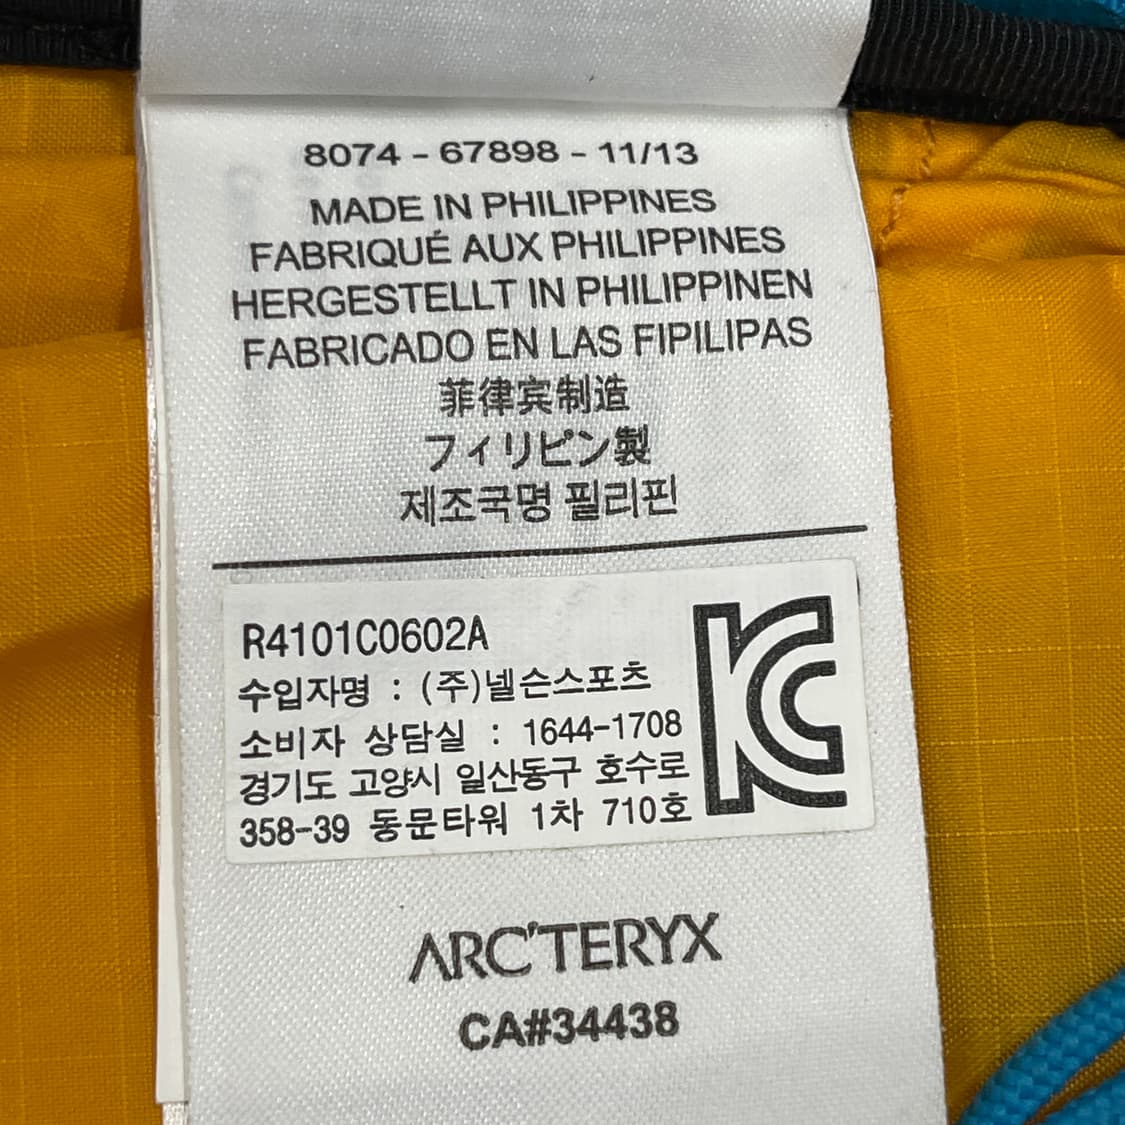 8074 - 67898 - 11/13
MADE IN PHILIPPINES
FABRIQUÉ AUX PHILIPPINES
HERGESTELLT IN PHILIPPINEN
FABRICADO EN LAS FIPILIPAS
菲律宾制造
フィリピン製
제조국명 필리핀
R4101C0602A
수입자명 : (주)넬슨스포츠
소비자 상담실 : 1644-1708
경기도 고양시 일산동구 호수로
358-39 동문타워 1차 710호
KC
ARC'TERYX
CA#34438